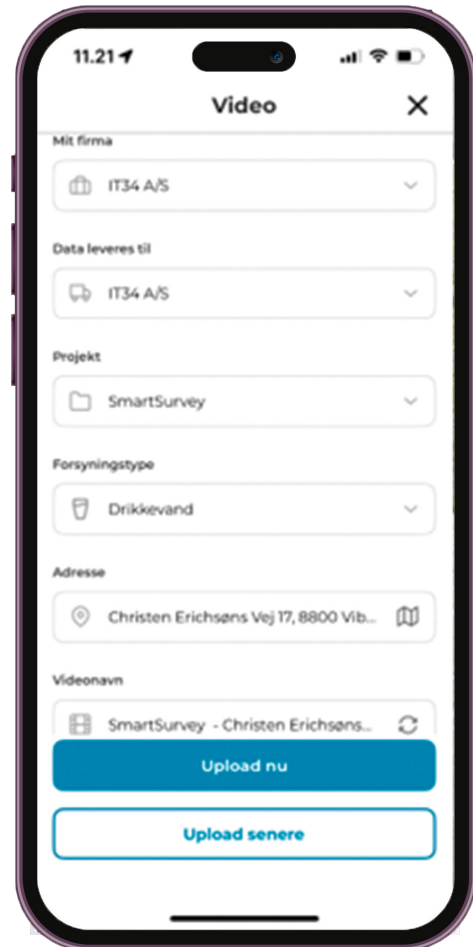 11.21
Video
Mit firma
IT34 A/S
Data leveres til
IT34 A/S
Projekt
SmartSurvey
Forsyningstype
Drikkevand
Adresse
Christen Erichsøns Vej 17, 8800 Vib...
Videonavn
SmartSurvey - Christen Erichsøns...
Upload nu
Upload senere